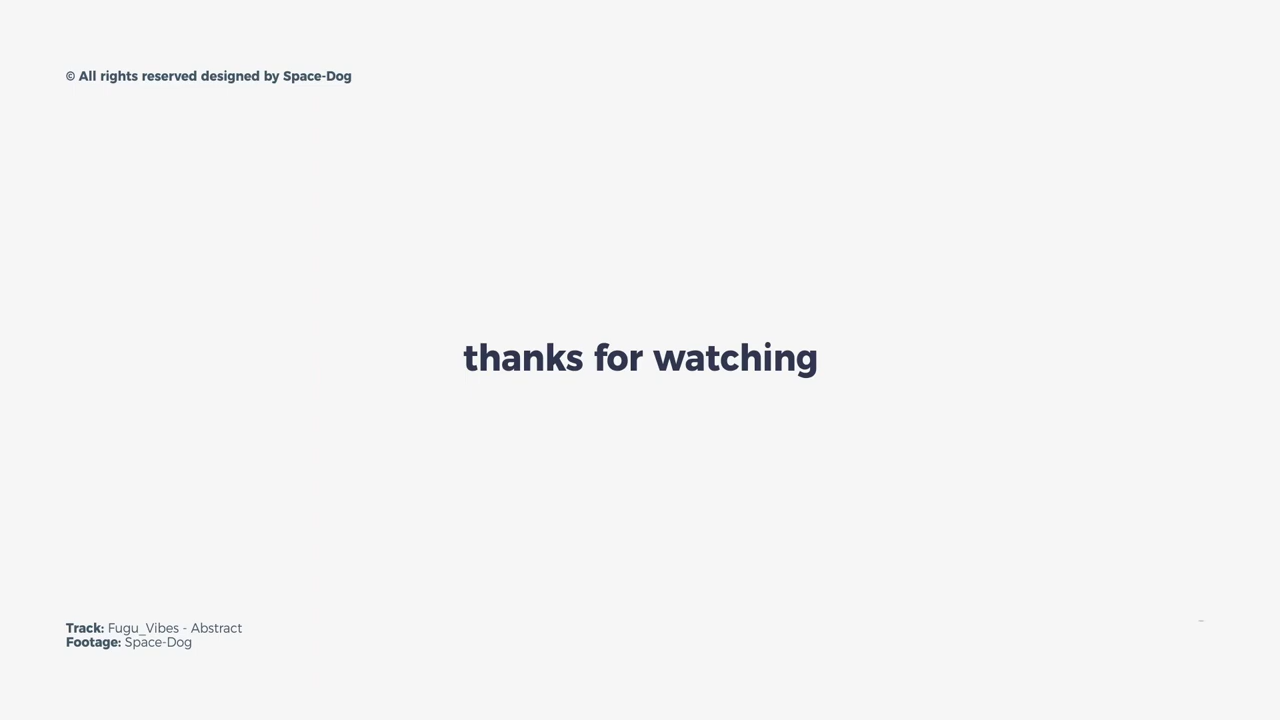 © All rights reserved designed by Space-Dog
thanks for watching
Track: Fugu_Vibes - Abstract
Footage: Space-Dog